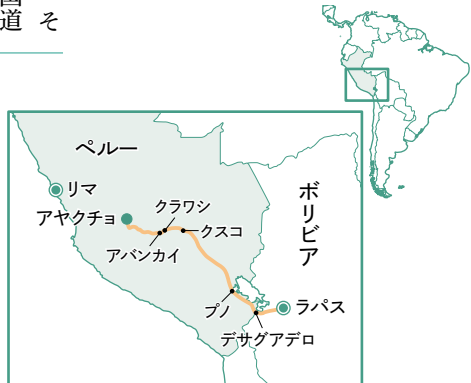 道 そ
ペルー
リマ
アヤクチョ
クラワシ
アバンカイ
クスコ
ボリビア
プノ
ラパス
デサグアデロ